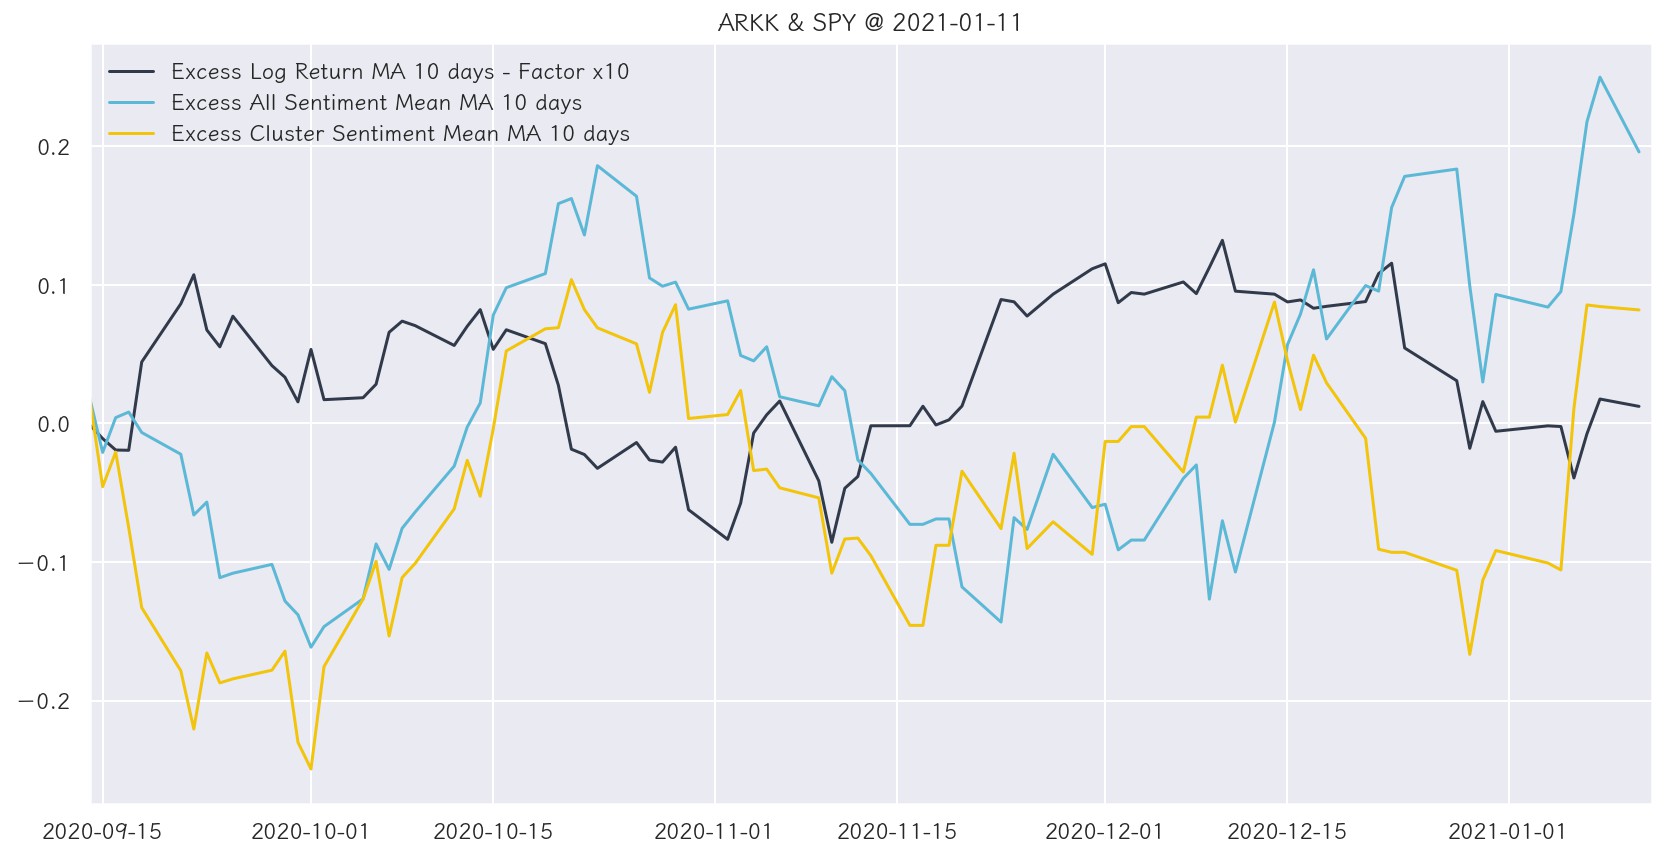 ARKK & SPY @ 2021-01-11
Excess Log Return MA 10 days - Factor x10
Excess All Sentiment Mean MA 10 days
Excess Cluster Sentiment Mean MA 10 days
0.2
0.1
0.0
−0.1
−0.2
2020-09-15 2020-10-01 2020-10-15 2020-11-01 2020-11-15 2020-12-01 2020-12-15 2021-01-01